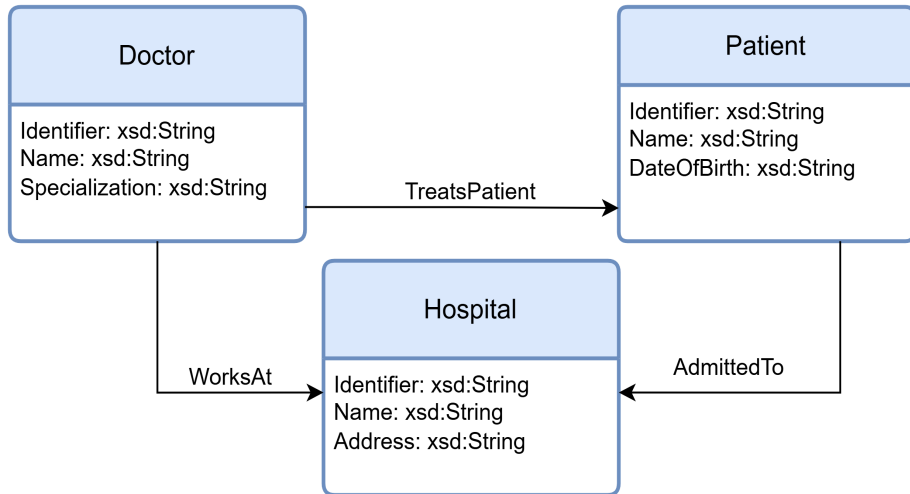 Doctor
Identifier: xsd:String
Name: xsd:String
Specialization: xsd:String
TreatsPatient
Patient
Identifier: xsd:String
Name: xsd:String
DateOfBirth: xsd:String
WorksAt
Hospital
Identifier: xsd:String
Name: xsd:String
Address: xsd:String
AdmittedTo